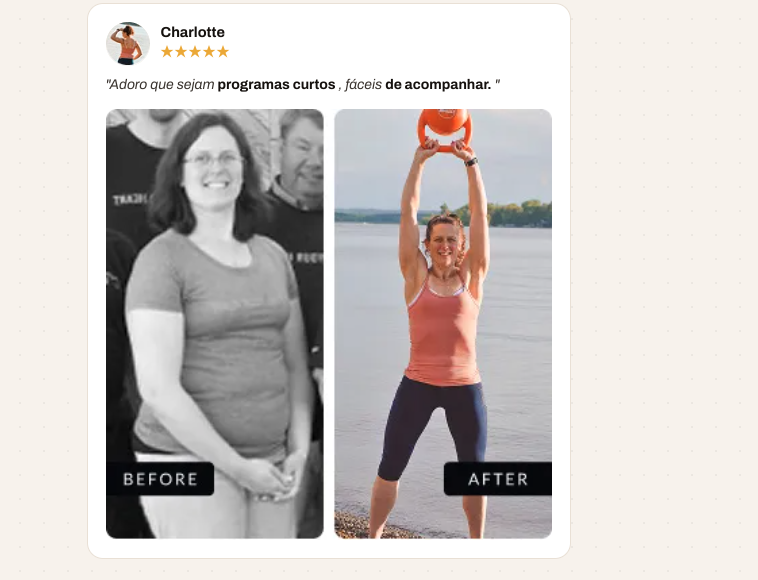 Charlotte
"Adoro que sejam programas curtos , fáceis de acompanhar. "
BEFORE
AFTER